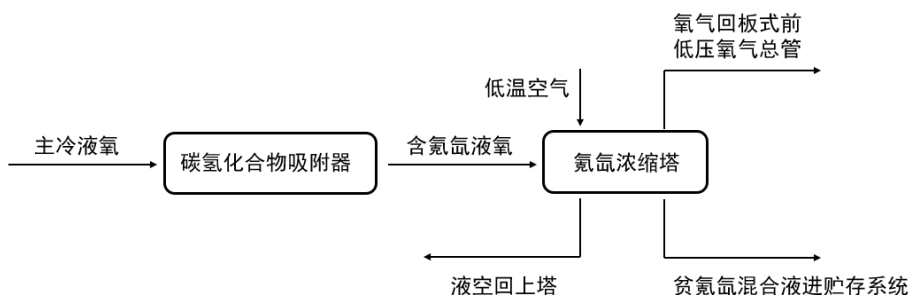 氧气回板式前
低压氧气总管
低温空气
主冷液氧
碳氢化合物吸附器
含氪氙液氧
氪氙浓缩塔
液空回上塔
贫氪氙混合液进贮存系统